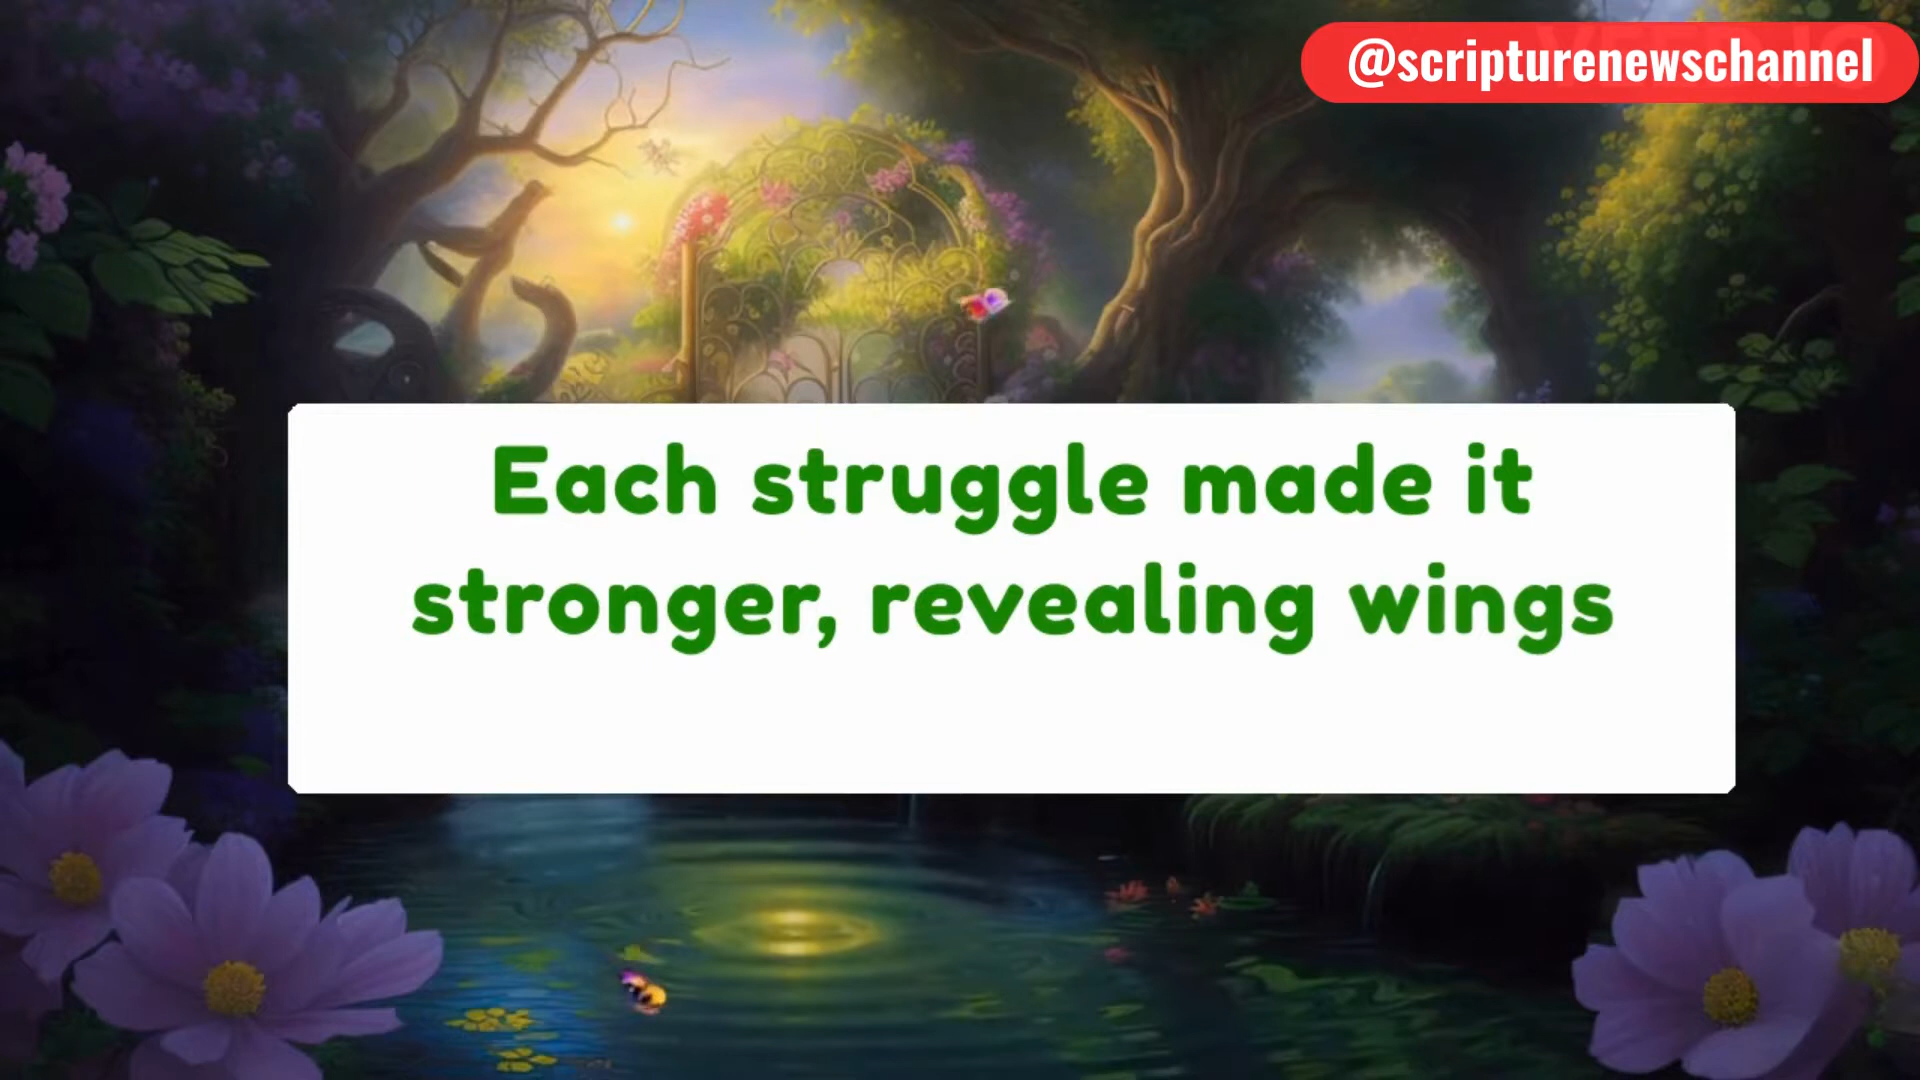 @scripturenewschannel
Each struggle made it
stronger, revealing wings